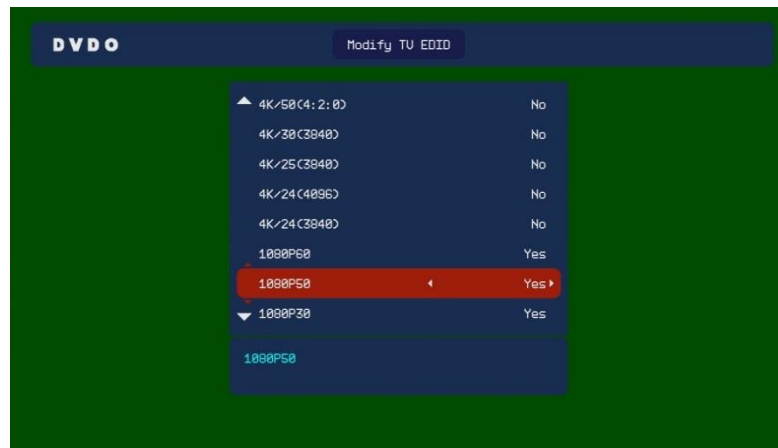 DVDO
Modify TV EDID
4K/50(4:2:0) No
4K/30(3840) No
4K/25(3840) No
4K/24(4096) No
4K/24(3840) No
1080P60 Yes
1080P50 Yes
1080P30 Yes
1080P50